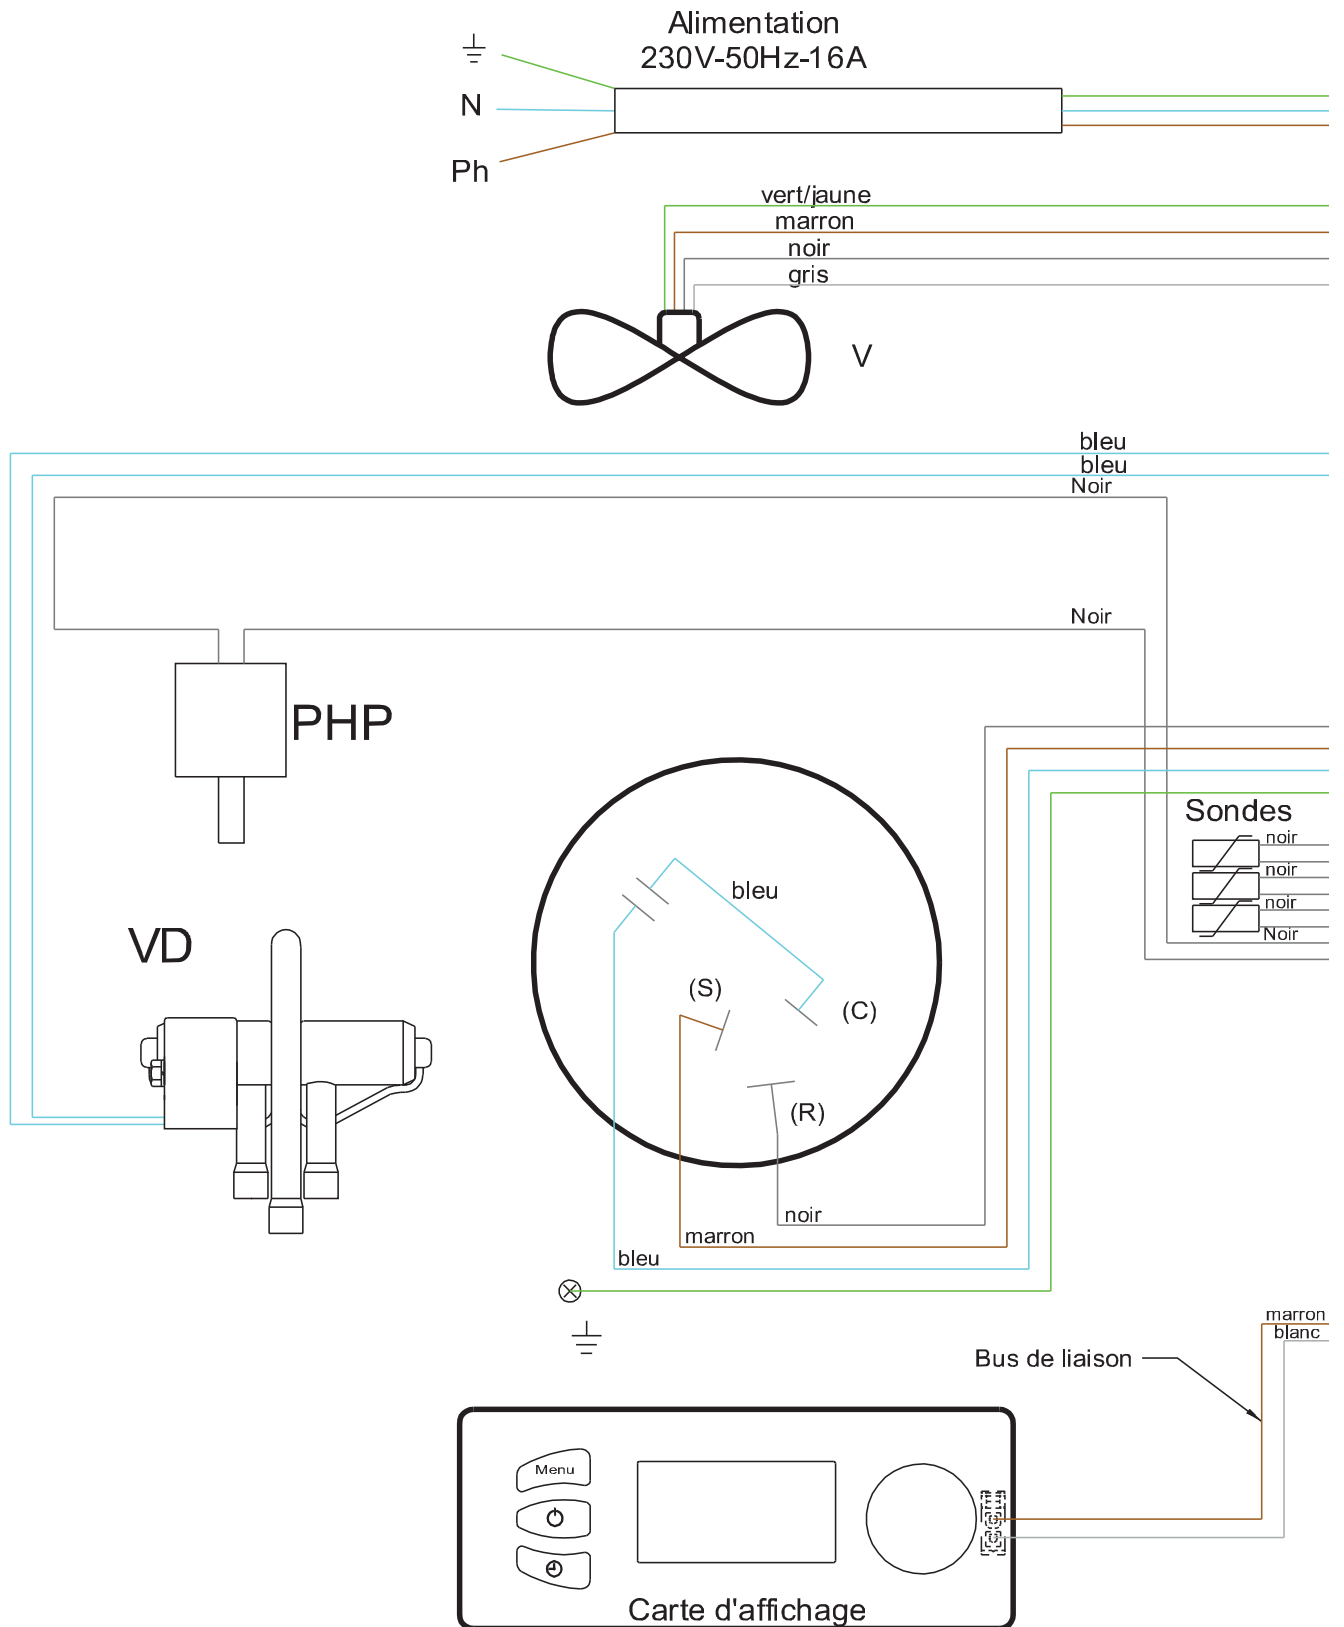 Alimentation
230V-50Hz-16A
N
Ph
vert/jaune
marron
noir
gris
V
bleu
bleu
Noir
Noir
PHP
Sondes
noir
noir
noir
Noir
bleu
VD
(S)
(C)
(R)
noir
marron
bleu
marron
blanc
Bus de liaison
Menu
Carte d'affichage